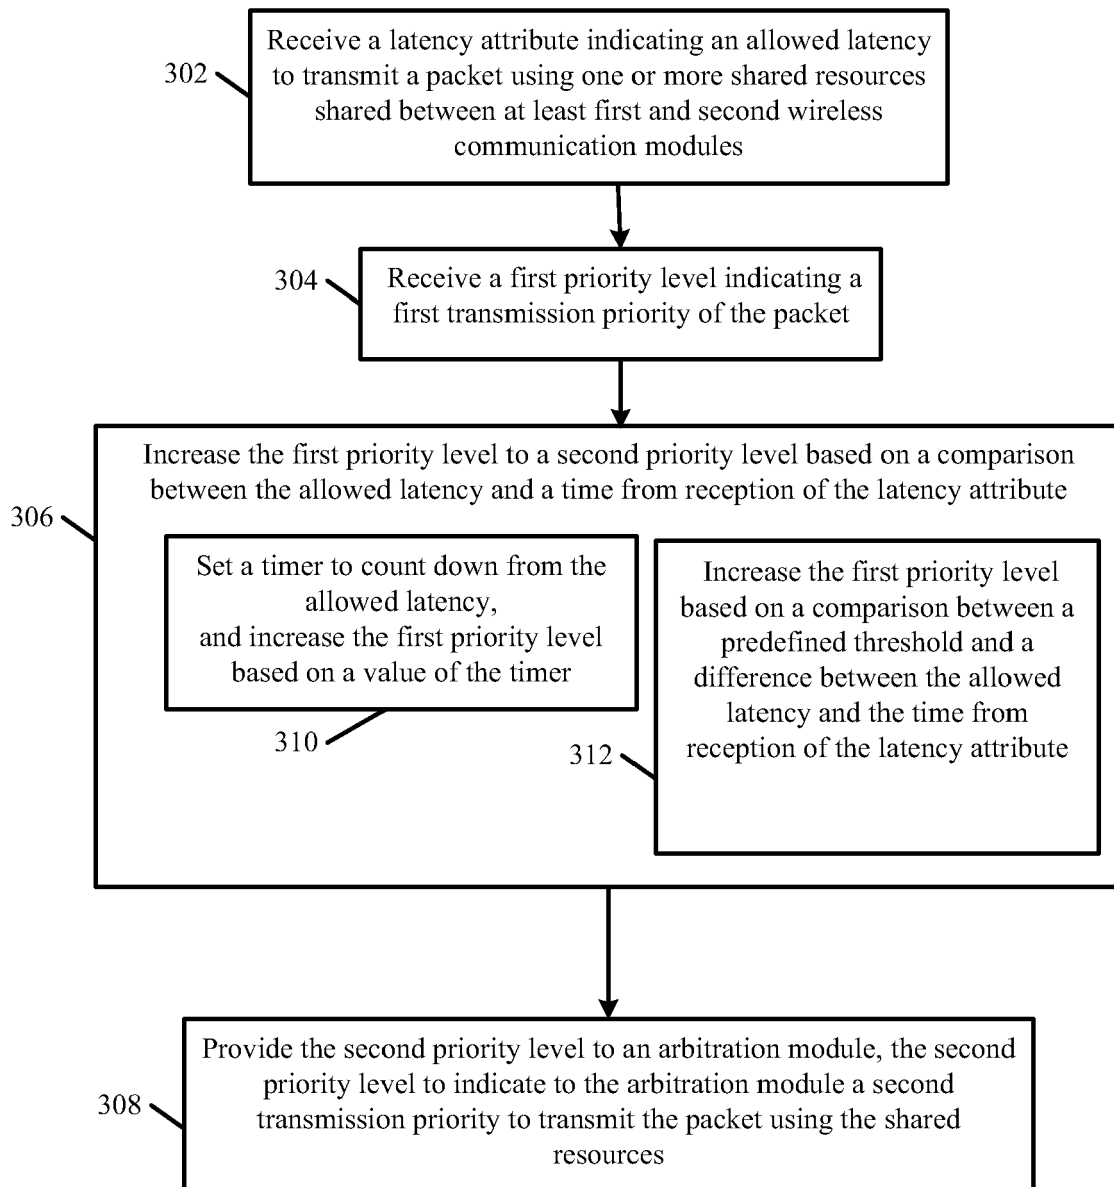 Receive a latency attribute indicating an allowed latency
to transmit a packet using one or more shared resources
shared between at least first and second wireless
communication modules
302
304
Receive a first priority level indicating a
first transmission priority of the packet
Increase the first priority level to a second priority level based on a comparison
between the allowed latency and a time from reception of the latency attribute
306
Set a timer to count down from the
allowed latency,
and increase the first priority level
based on a value of the timer
310
Increase the first priority level
based on a comparison between a
predefined threshold and a
difference between the allowed
latency and the time from
reception of the latency attribute
312
Provide the second priority level to an arbitration module, the second
priority level to indicate to the arbitration module a second
transmission priority to transmit the packet using the shared
resources
308